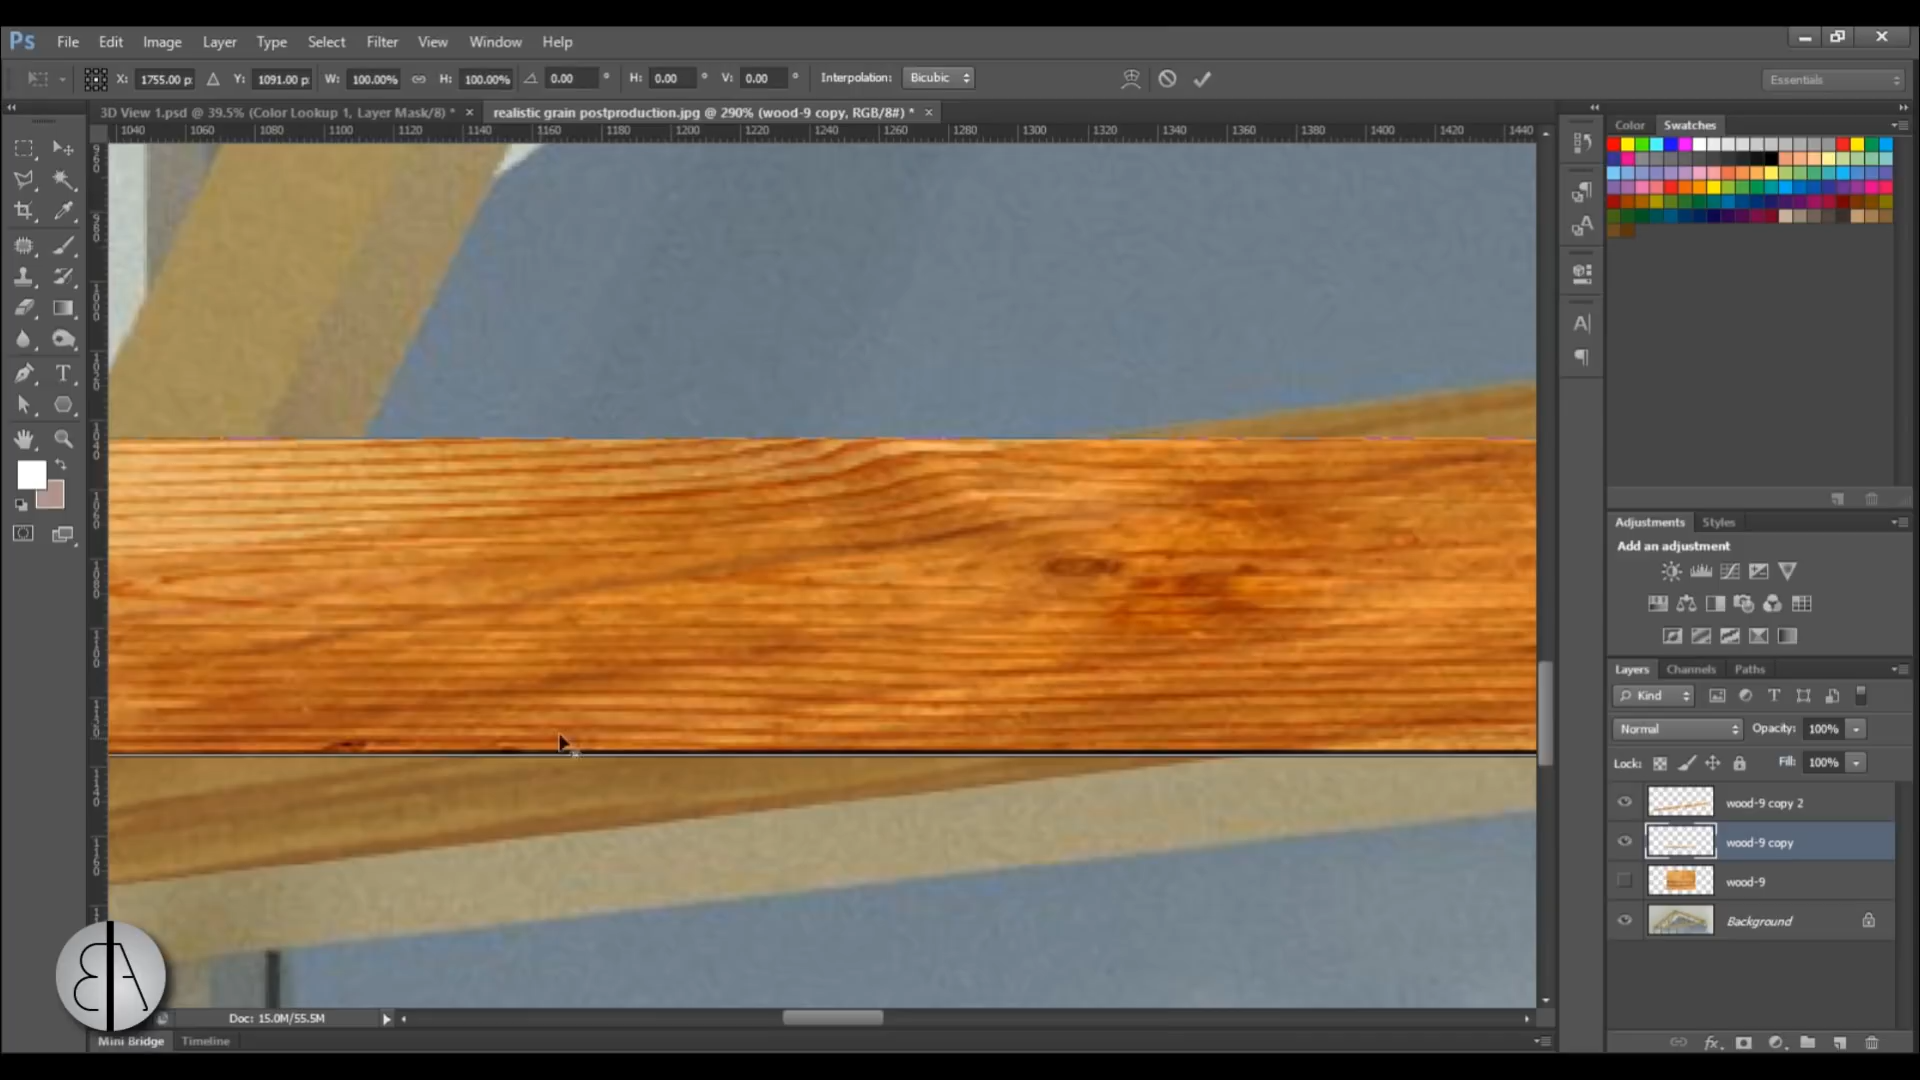 Ps File Edit Image Layer Type Select Filter View Window Help
X: 1755.00 p Y: 1091.00 p W: 100.00% H: 100.00% 0.00 ° H: 0.00 ° V: 0.00 ° Interpolation: Bicubic Essentials
3D View 1.psd @ 39.5% (Color Lookup 1, Layer Mask/8) * × realistic grain postproduction.jpg @ 290% (wood-9 copy, RGB/8#) * ×
1040 1060 1080 1100 1120 1140 1160 1180 1200 1220 1240 1260 1280 1300 1320 1340 1360 1380 1400 1420 1440
Color Swatches
Adjustments Styles
Add an adjustment
Layers Channels Paths
Kind
Normal Opacity: 100%
Lock: Fill: 100%
wood-9 copy 2
wood-9 copy
wood-9
Background
Doc: 15.0M/55.5M
Mini Bridge Timeline